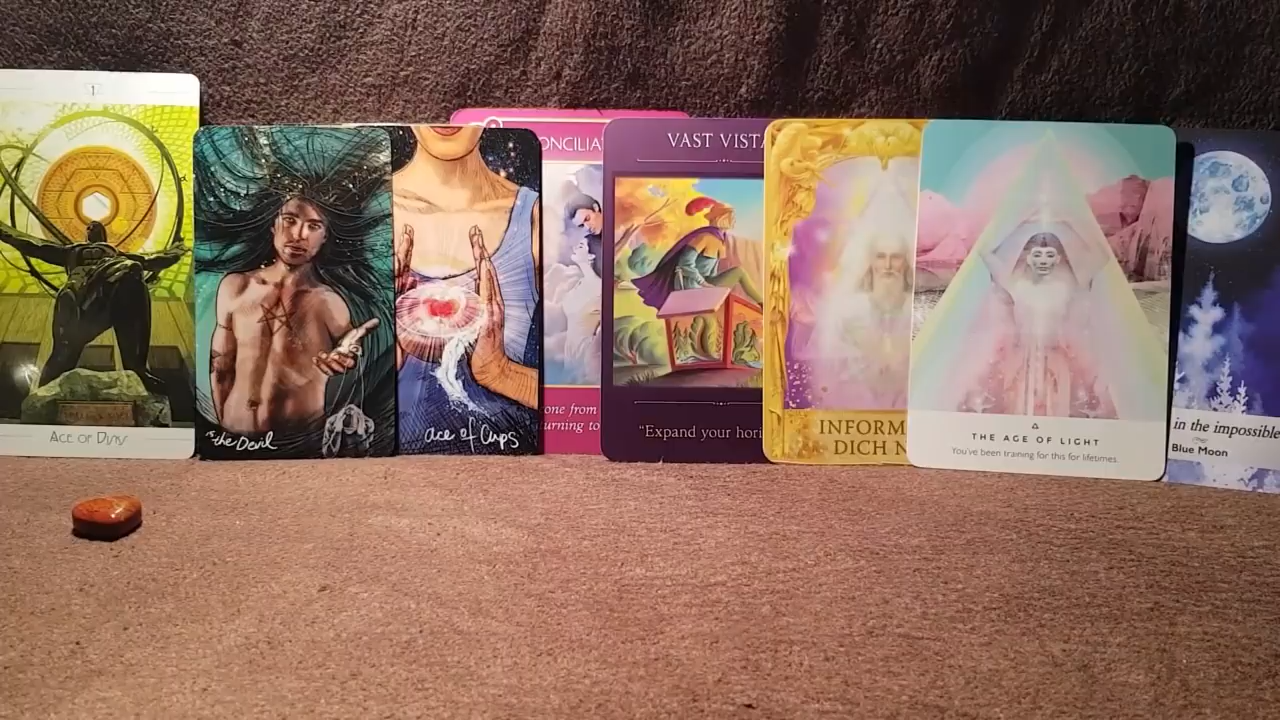 1
ACE OF DISKS
15 the Devil
ace of Cups
ONCILIA
one from
urning to
VAST VISTA
"Expand your hori
INFORM
DICH N
THE AGE OF LIGHT
You've been training for this for lifetimes.
in the impossible
Blue Moon